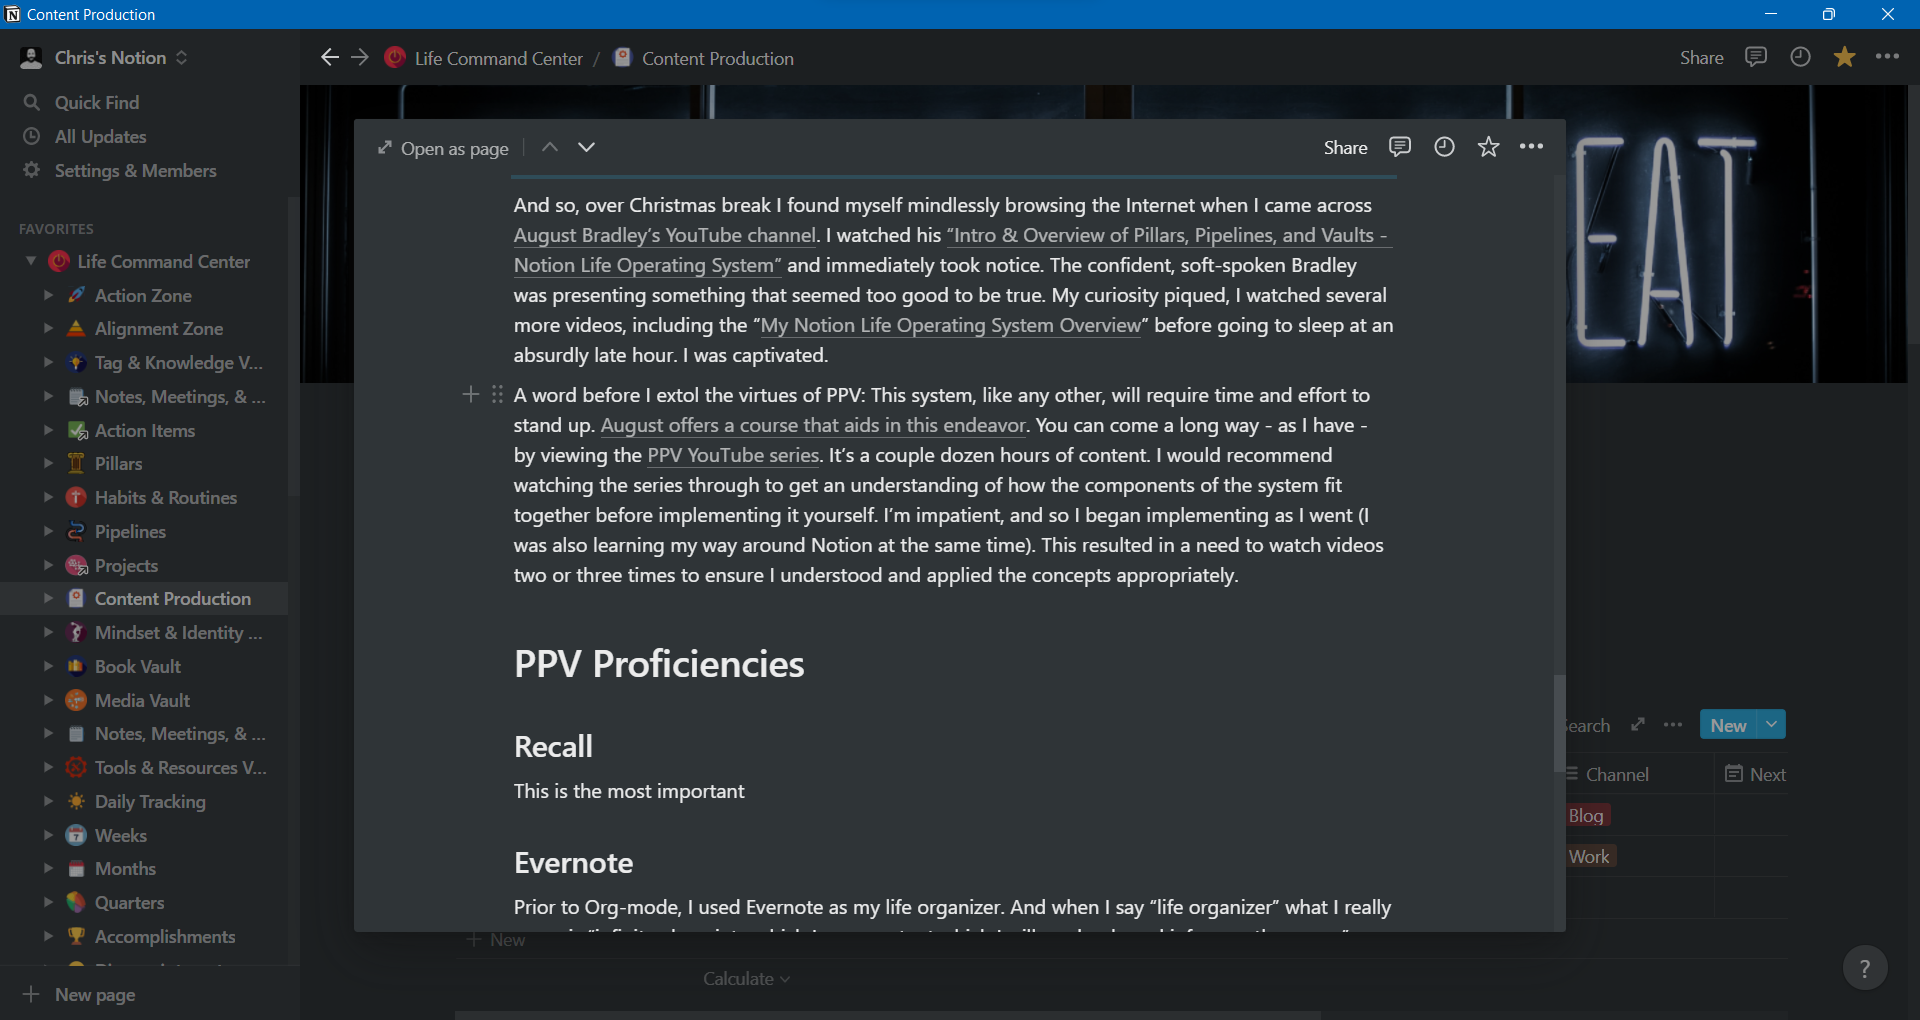 Content Production
Chris's Notion
Life Command Center / Content Production
Share
Quick Find
All Updates
Settings & Members
FAVORITES
Life Command Center
Action Zone
Alignment Zone
Tag & Knowledge V...
Notes, Meetings, & ...
Action Items
Pillars
Habits & Routines
Pipelines
Projects
Content Production
Mindset & Identity ...
Book Vault
Media Vault
Notes, Meetings, & ...
Tools & Resources V...
Daily Tracking
Weeks
Months
Quarters
Accomplishments
New page
Open as page
Share
And so, over Christmas break I found myself mindlessly browsing the Internet when I came across
August Bradley's YouTube channel. I watched his "Intro & Overview of Pillars, Pipelines, and Vaults -
Notion Life Operating System" and immediately took notice. The confident, soft-spoken Bradley
was presenting something that seemed too good to be true. My curiosity piqued, I watched several
more videos, including the "My Notion Life Operating System Overview" before going to sleep at an
absurdly late hour. I was captivated.
A word before I extol the virtues of PPV: This system, like any other, will require time and effort to
stand up. August offers a course that aids in this endeavor. You can come a long way - as I have -
by viewing the PPV YouTube series. It's a couple dozen hours of content. I would recommend
watching the series through to get an understanding of how the components of the system fit
together before implementing it yourself. I'm impatient, and so I began implementing as I went (I
was also learning my way around Notion at the same time). This resulted in a need to watch videos
two or three times to ensure I understood and applied the concepts appropriately.
PPV Proficiencies
Recall
This is the most important
Evernote
Prior to Org-mode, I used Evernote as my life organizer. And when I say "life organizer" what I really
EAT
earch
New
Channel
Next
Blog
Work
New
Calculate
?